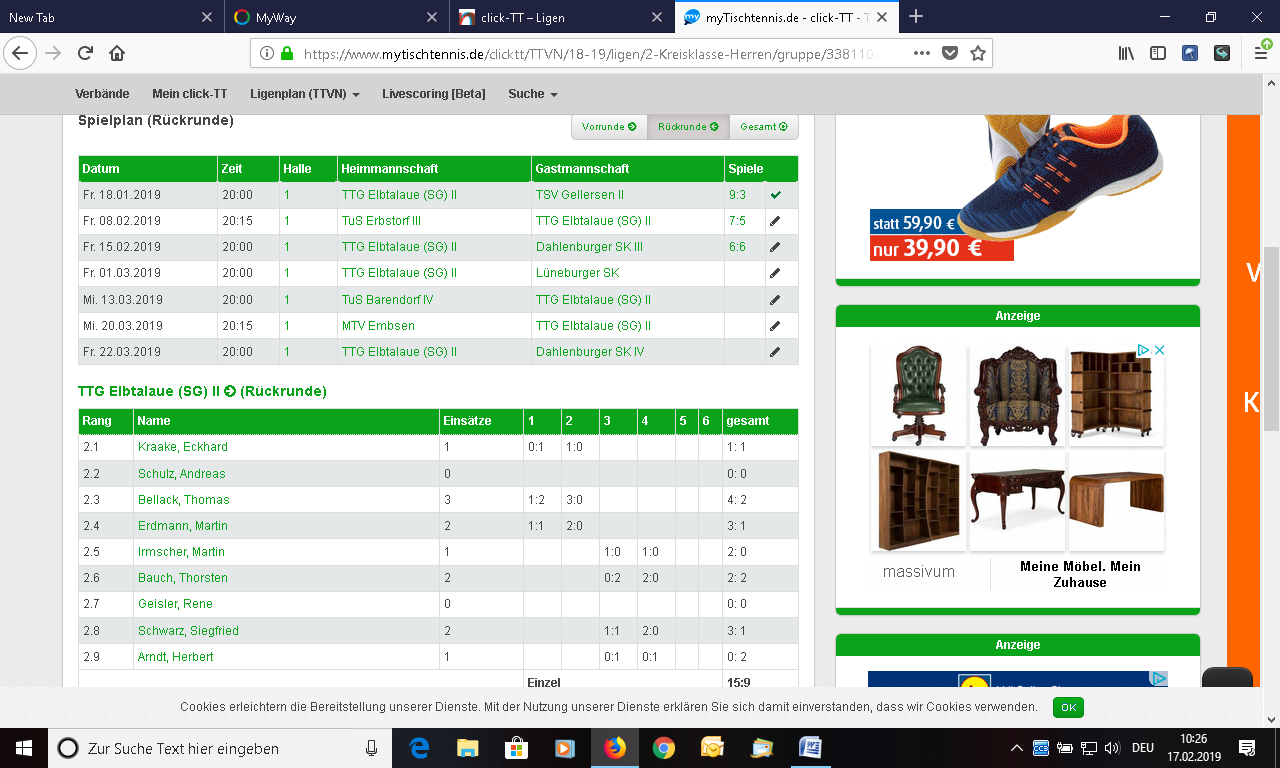 New Tab
MyWay
click-TT – Ligen
myTischtennis.de - click-TT - T
https://www.mytischtennis.de/clicktt/TTVN/18-19/ligen/2-Kreisklasse-Herren/gruppe/338110
Verbände Mein click-TT Ligenplan (TTVN) Livescoring [Beta] Suche
Spielplan (Rückrunde)
Vorrunde Rückrunde Gesamt
Datum Zeit Halle Heimmannschaft Gastmannschaft Spiele
Fr. 18.01.2019 20:00 1 TTG Elbtalaue (SG) II TSV Gellersen II 9:3
Fr. 08.02.2019 20:15 1 TuS Erbstorf III TTG Elbtalaue (SG) II 7:5
Fr. 15.02.2019 20:00 1 TTG Elbtalaue (SG) II Dahlenburger SK III 6:6
Fr. 01.03.2019 20:00 1 TTG Elbtalaue (SG) II Lüneburger SK
Mi. 13.03.2019 20:00 1 TuS Barendorf IV TTG Elbtalaue (SG) II
Mi. 20.03.2019 20:15 1 MTV Embsen TTG Elbtalaue (SG) II
Fr. 22.03.2019 20:00 1 TTG Elbtalaue (SG) II Dahlenburger SK IV
TTG Elbtalaue (SG) II (Rückrunde)
Rang Name Einsätze 1 2 3 4 5 6 gesamt
2.1 Kraake, Eckhard 1 0:1 1:0 1: 1
2.2 Schulz, Andreas 0 0: 0
2.3 Bellack, Thomas 3 1:2 3:0 4: 2
2.4 Erdmann, Martin 2 1:1 2:0 3: 1
2.5 Irmscher, Martin 1 1:0 1:0 2: 0
2.6 Bauch, Thorsten 2 0:2 2:0 2: 2
2.7 Geisler, Rene 0 0: 0
2.8 Schwarz, Siegfried 2 1:1 2:0 3: 1
2.9 Arndt, Herbert 1 0:1 0:1 0: 2
Einzel 15:9
statt 59,90 €
nur 39,90 €
Anzeige
massivum
Meine Möbel. Mein
Zuhause
Anzeige
V
K
Cookies erleichtern die Bereitstellung unserer Dienste. Mit der Nutzung unserer Dienste erklären Sie sich damit einverstanden, dass wir Cookies verwenden. OK
Zur Suche Text hier eingeben
DEU
10:26
17.02.2019